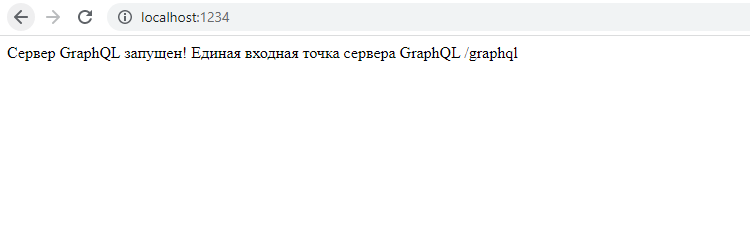 localhost:1234
Сервер GraphQL запущен! Единая входная точка сервера GraphQL /graphql